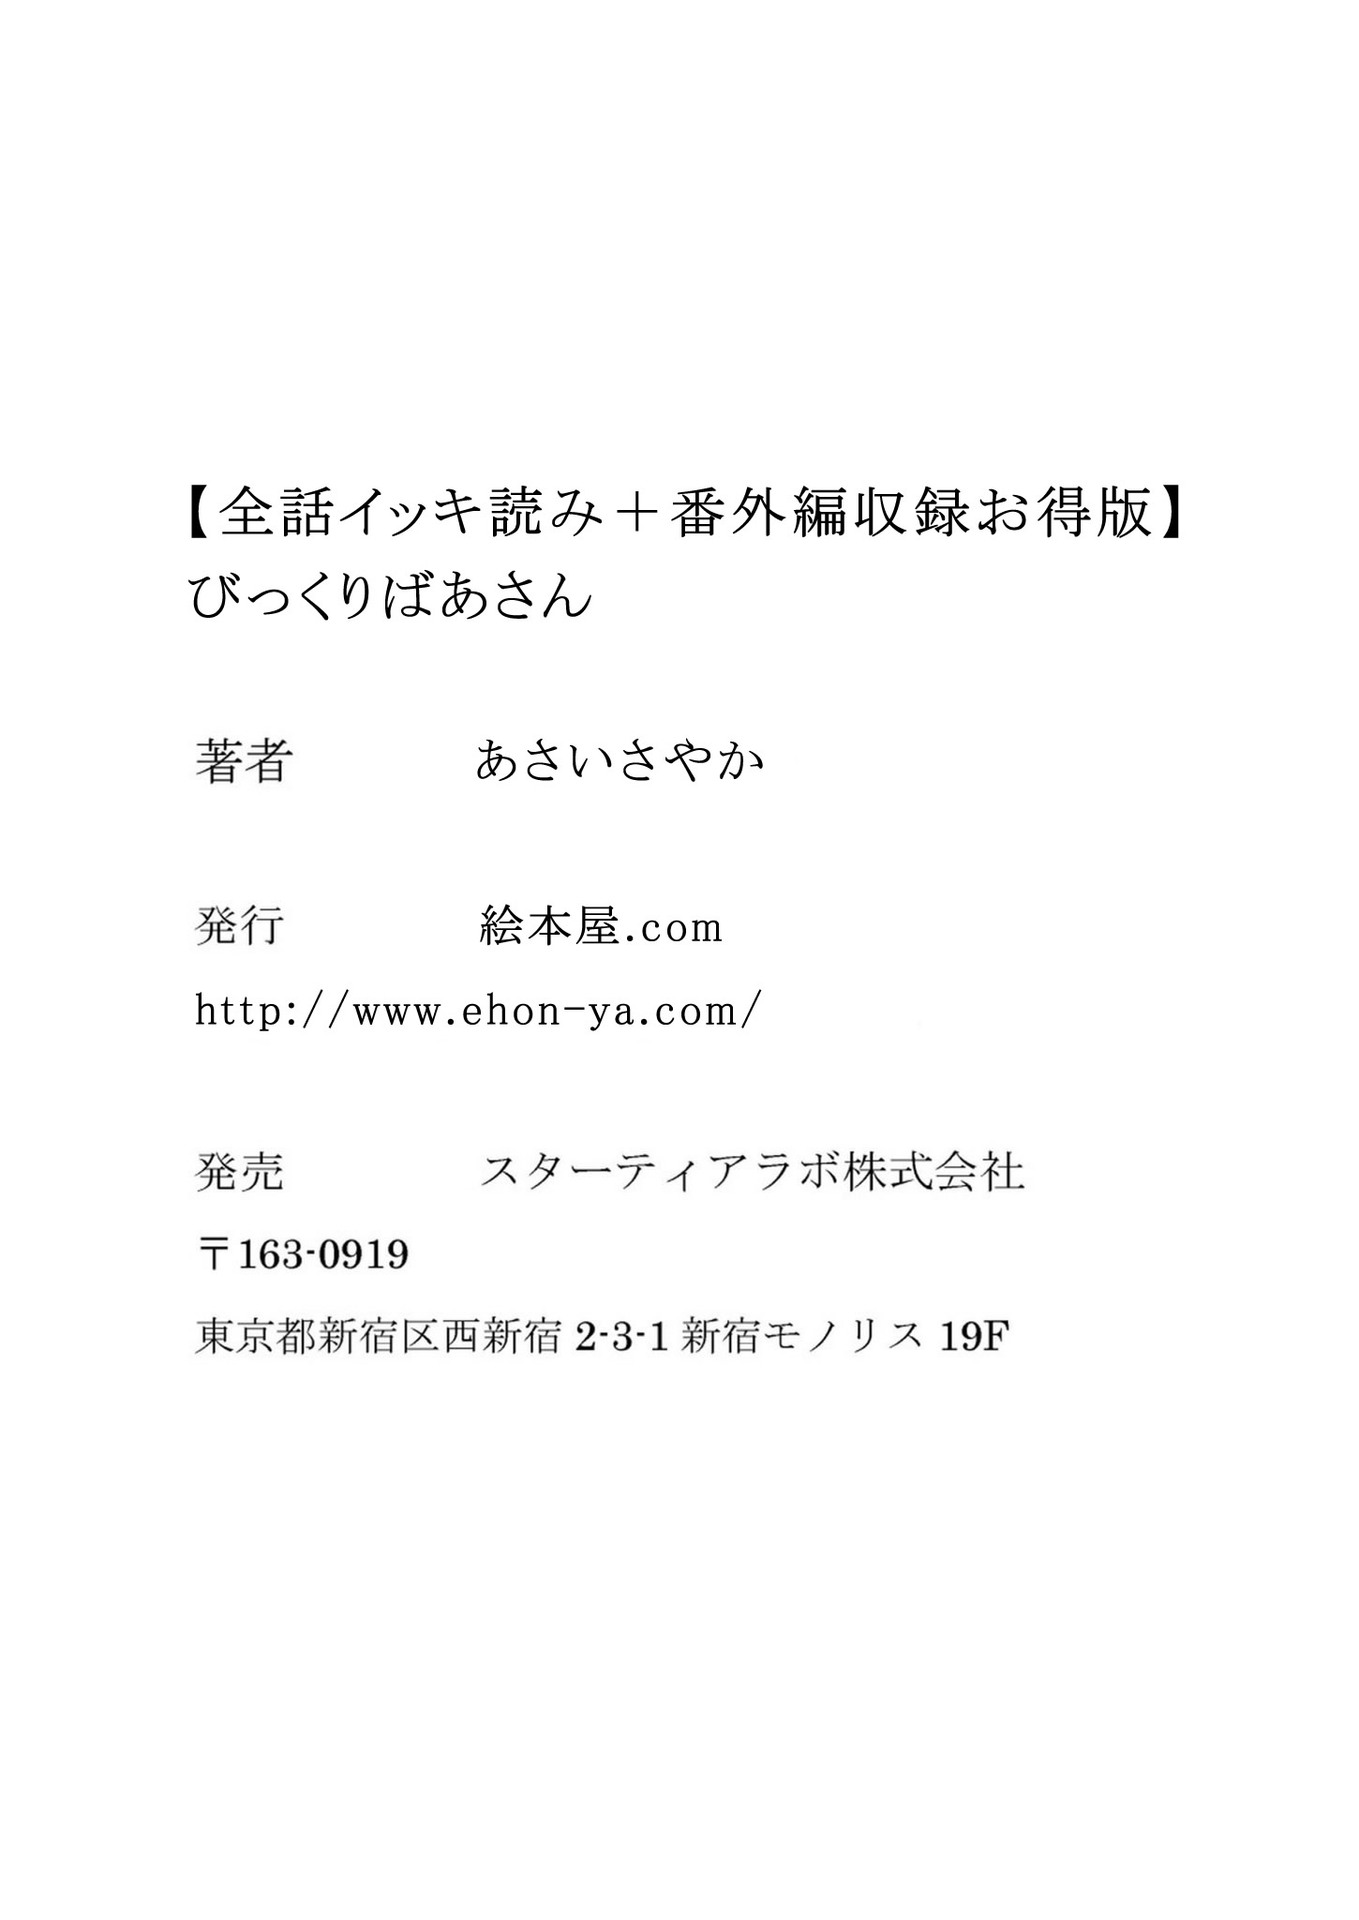 【全話イッキ読み＋番外編収録お得版】
びっくりばあさん
著者 あさいさやか
発行 絵本屋.com
http://www.ehon-ya.com/
発売 スターティアラボ株式会社
〒163-0919
東京都新宿区西新宿 2-3-1 新宿モノリス 19F